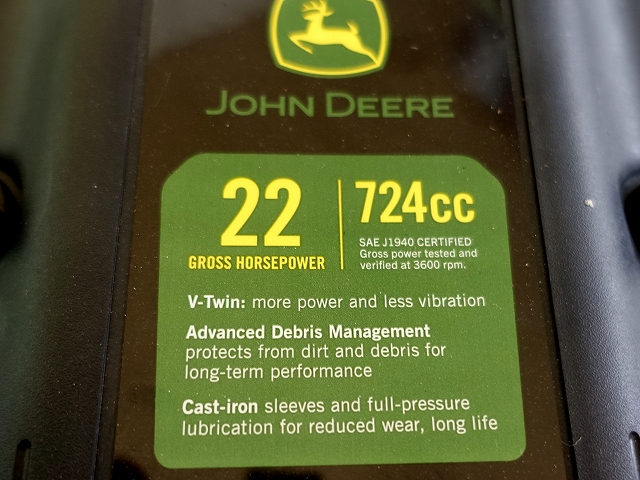 JOHN DEERE
22
GROSS HORSEPOWER
724cc
SAE J1940 CERTIFIED
Gross power tested and
verified at 3600 rpm.
V-Twin: more power and less vibration
Advanced Debris Management
protects from dirt and debris for
long-term performance
Cast-iron sleeves and full-pressure
lubrication for reduced wear, long life